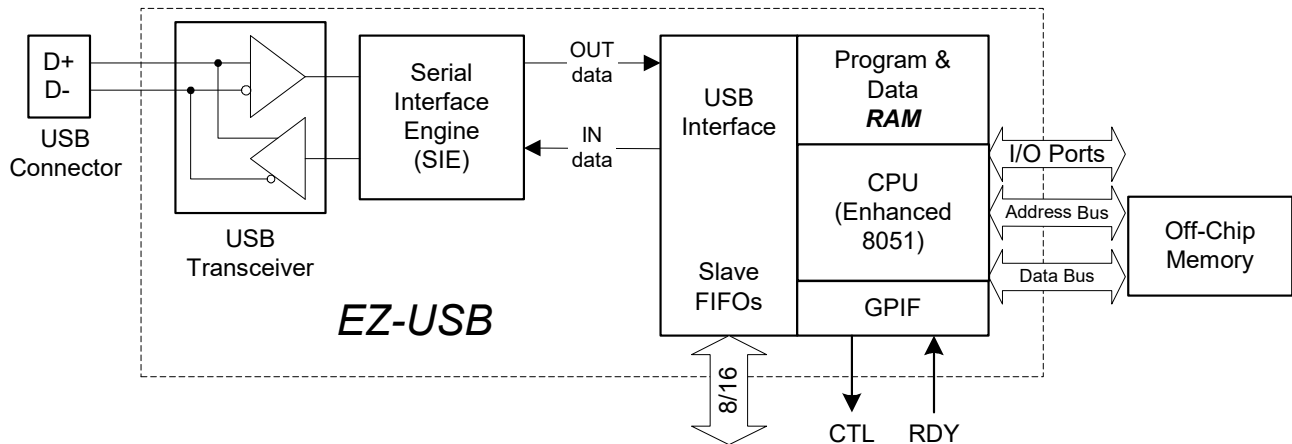 D+
D-
USB
Connector
USB
Transceiver
Serial
Interface
Engine
(SIE)
OUT
data
IN
data
USB
Interface
Slave
FIFOs
Program &
Data
RAM
CPU
(Enhanced
8051)
GPIF
I/O Ports
Address Bus
Data Bus
Off-Chip
Memory
EZ-USB
8/16
CTL
RDY